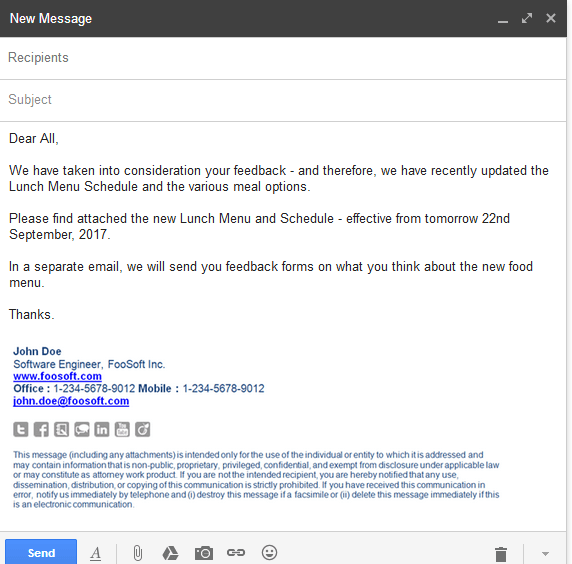 New Message
Recipients
Subject
Dear All,
We have taken into consideration your feedback - and therefore, we have recently updated the
Lunch Menu Schedule and the various meal options.
Please find attached the new Lunch Menu and Schedule - effective from tomorrow 22nd
September, 2017.
In a separate email, we will send you feedback forms on what you think about the new food
menu.
Thanks.
John Doe
Software Engineer, FooSoft Inc.
www.foosoft.com
Office : 1-234-5678-9012 Mobile : 1-234-5678-9012
john.doe@foosoft.com
This message (including any attachments) is intended only for the use of the individual or entity to which it is addressed and
may contain information that is non-public, proprietary, privileged, confidential, and exempt from disclosure under applicable law
or may constitute as attorney work product. If you are not the intended recipient, you are hereby notified that any use,
dissemination, distribution, or copying of this communication is strictly prohibited. If you have received this communication in
error, notify us immediately by telephone and (i) destroy this message if a facsimile or (ii) delete this message immediately if this
is an electronic communication.
Send